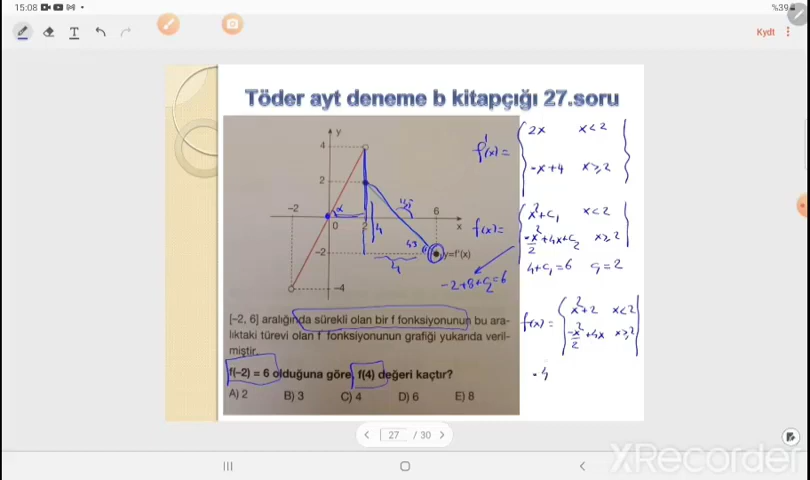 15:08
%39
T
Kydt
Töder ayt deneme b kitapçığı 27.soru
y
4
2
-2
0
2
6
x
-2
-4
y=f'(x)
α
45
4
45
4
f'(x)= 2x x<2
-x+4 x≥2
f(x)= x²+c₁ x<2
-x²/2+4x+c₂ x≥2
4+c₁=6 c₁=2
-2+8+c₂=6
f(x)= x²+2 x<2
-x²/2+4x x≥2
[-2, 6] aralığında sürekli olan bir f fonksiyonunun bu ara-
lıktaki türevi olan f' fonksiyonunun grafiği yukarıda veril-
miştir.
f(-2) = 6 olduğuna göre, f(4) değeri kaçtır?
A) 2 B) 3 C) 4 D) 6 E) 8
27 / 30
XRecorder